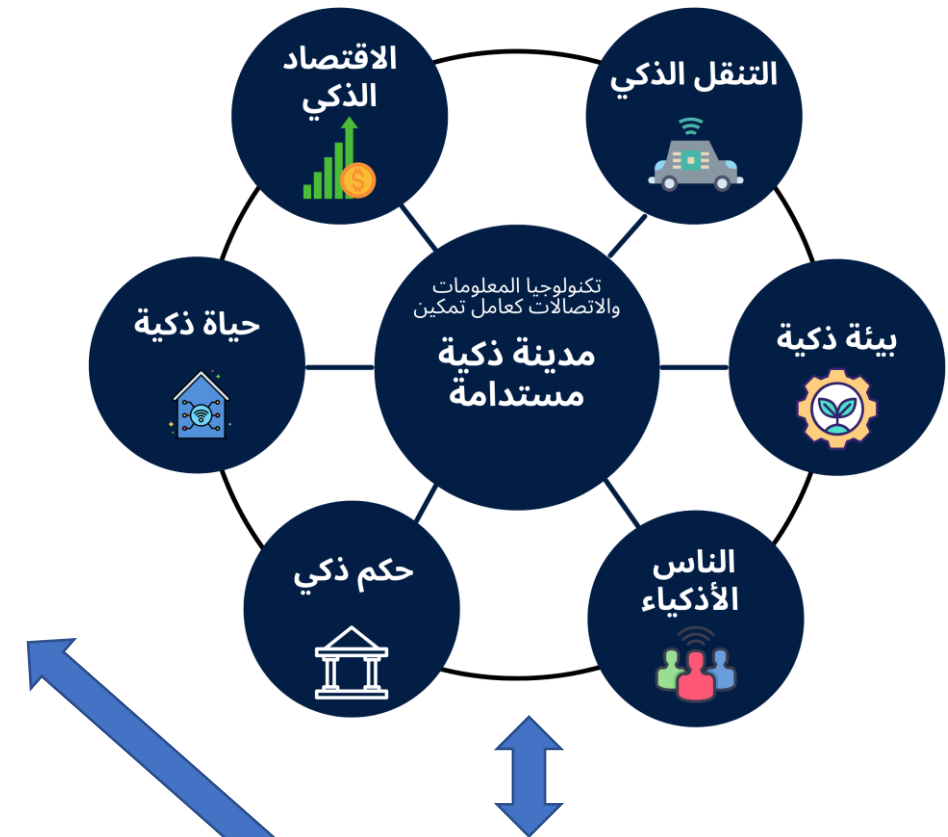 التنقل الذكي
الاقتصاد
الذكي
تكنولوجيا المعلومات
والاتصالات كعامل تمكين
مدينة ذكية
مستدامة
بيئة ذكية
حياة ذكية
الناس
الأذكياء
حكم ذكي
$